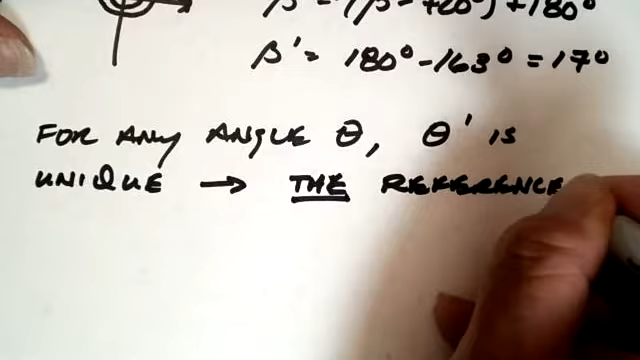 β' = 180° - 163° = 17°
FOR ANY ANGLE θ, θ' IS
UNIQUE → THE REFERENCE